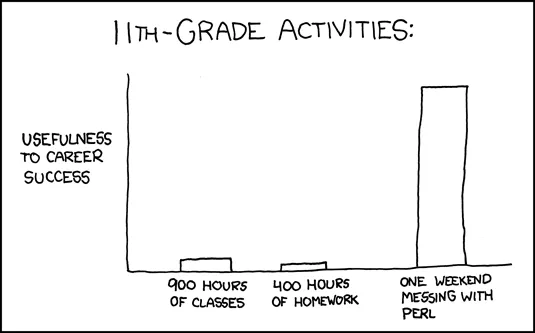 11TH-GRADE ACTIVITIES:
USEFULNESS
TO CAREER
SUCCESS
900 HOURS
OF CLASSES
400 HOURS
OF HOMEWORK
ONE WEEKEND
MESSING WITH
PERL